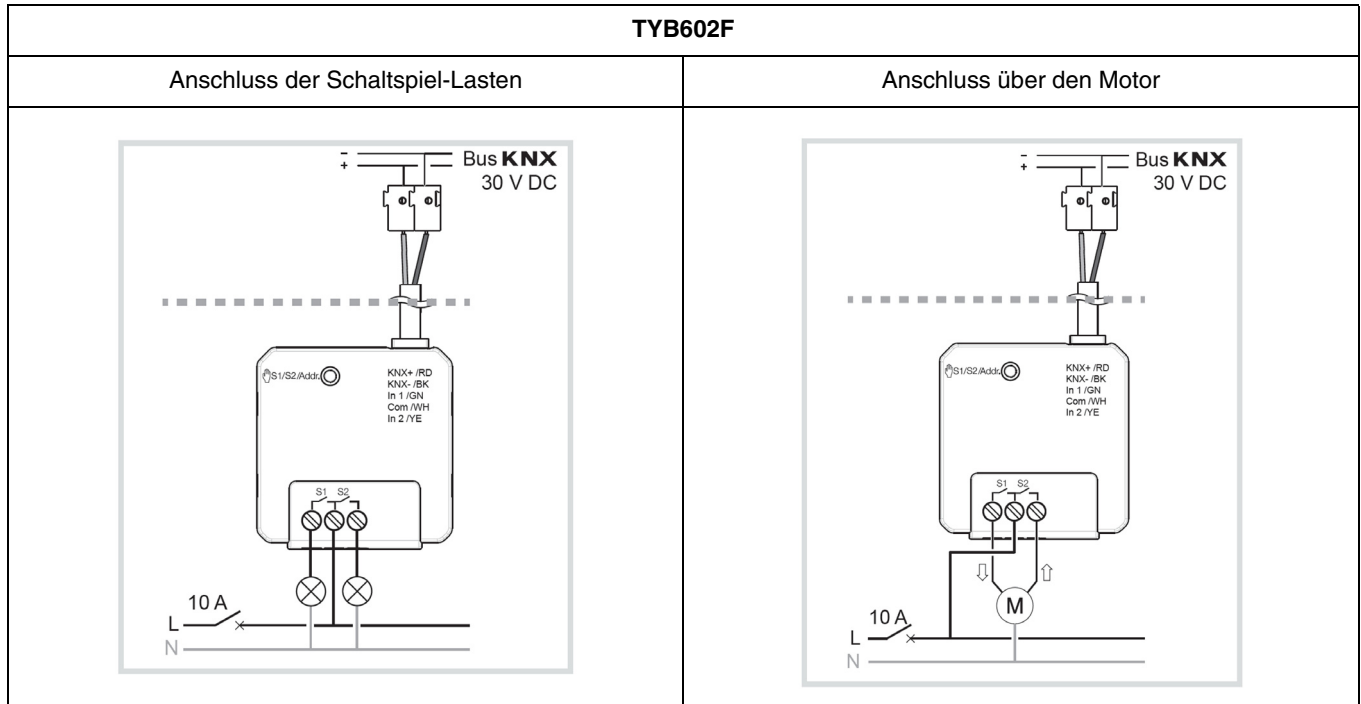 TYB602F
Anschluss der Schaltspiel-Lasten
Anschluss über den Motor
- Bus KNX
+ 30 V DC
S1/S2/Addr.
KNX+ /RD
KNX- /BK
In 1 /GN
Com /WH
In 2 /YE
S1 S2
10 A
L
N
- Bus KNX
+ 30 V DC
S1/S2/Addr.
KNX+ /RD
KNX- /BK
In 1 /GN
Com /WH
In 2 /YE
S1 S2
M
10 A
L
N